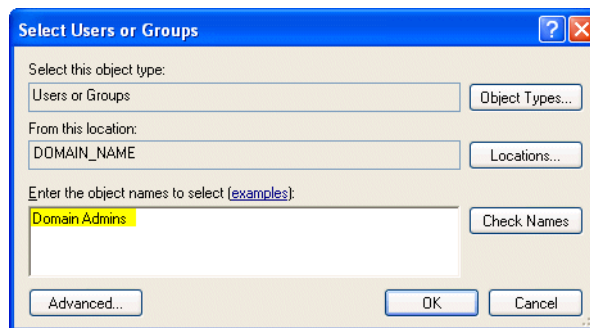 Select Users or Groups
Select this object type:
Users or Groups
Object Types...
From this location:
DOMAIN_NAME
Locations...
Enter the object names to select (examples):
Domain Admins
Check Names
Advanced...
OK
Cancel